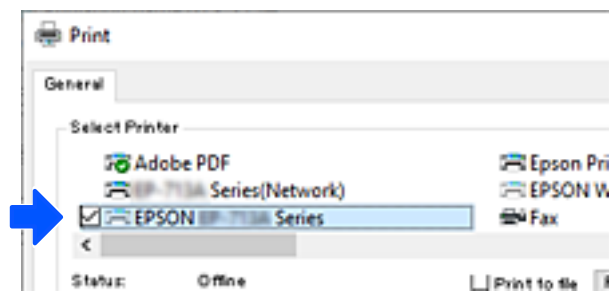 Print
General
Select Printer
Adobe PDF
Epson Pri
Series(Network)
EPSON W
EPSON Series
Fax
Status:
Offline
Print to file